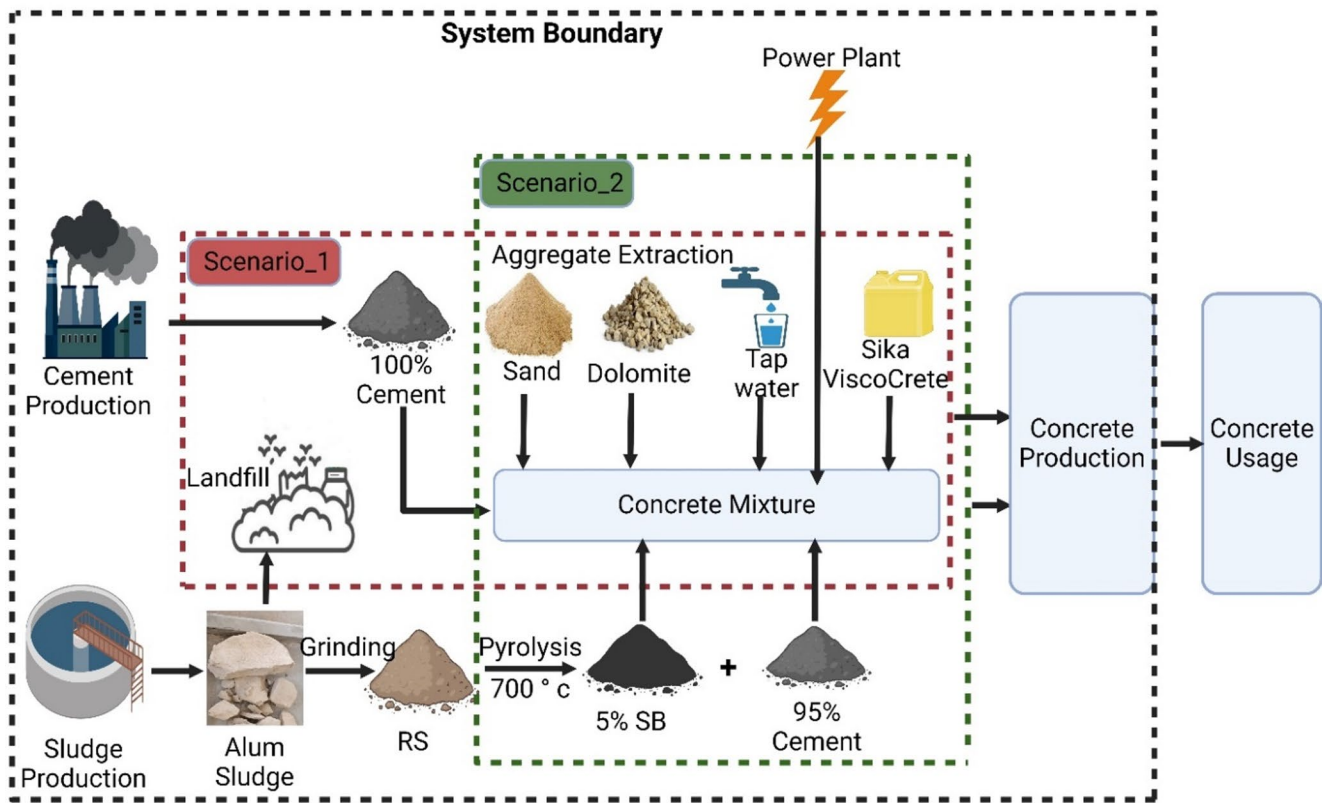 System Boundary
Power Plant
Scenario_2
Scenario_1
Aggregate Extraction
Cement
Production
100%
Cement
Sand
Dolomite
Tap
water
Sika
ViscoCrete
Landfill
Concrete Mixture
Concrete
Production
Concrete
Usage
Grinding
Pyrolysis
700 ° c
+
Sludge
Production
Alum
Sludge
RS
5% SB
95%
Cement